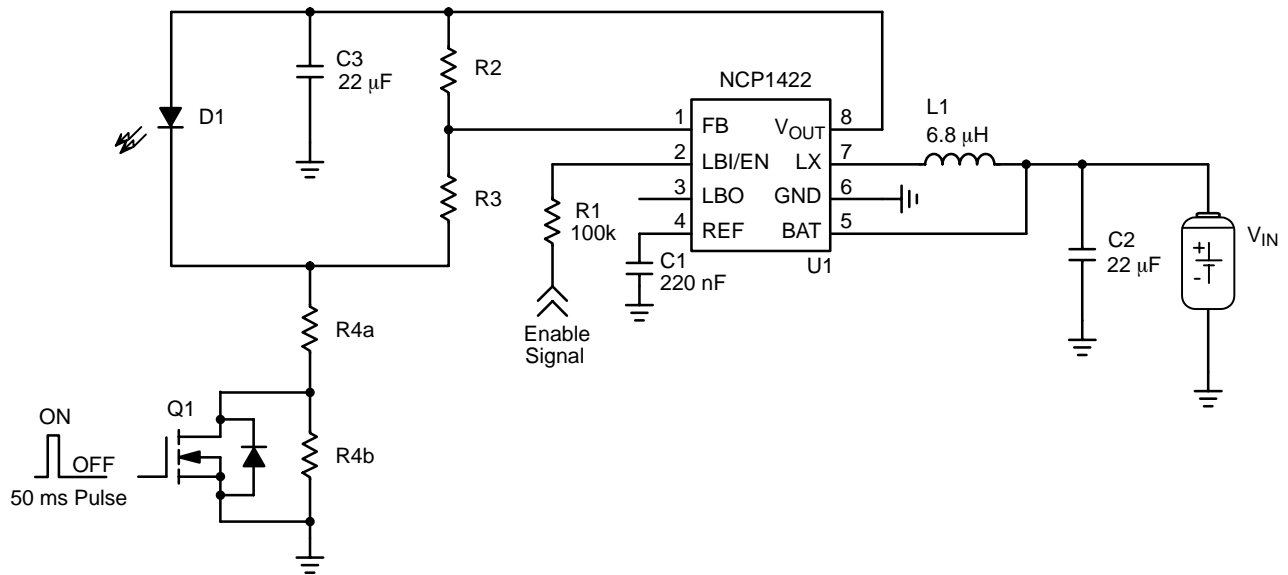 C3
22 μF
R2
D1
R3
NCP1422
1
FB
VOUT
8
2
LBI/EN
LX
7
3
LBO
GND
6
4
REF
BAT
5
U1
L1
6.8 μH
R1
100k
C1
220 nF
Enable
Signal
C2
22 μF
+
-
VIN
R4a
Q1
ON
OFF
50 ms Pulse
R4b